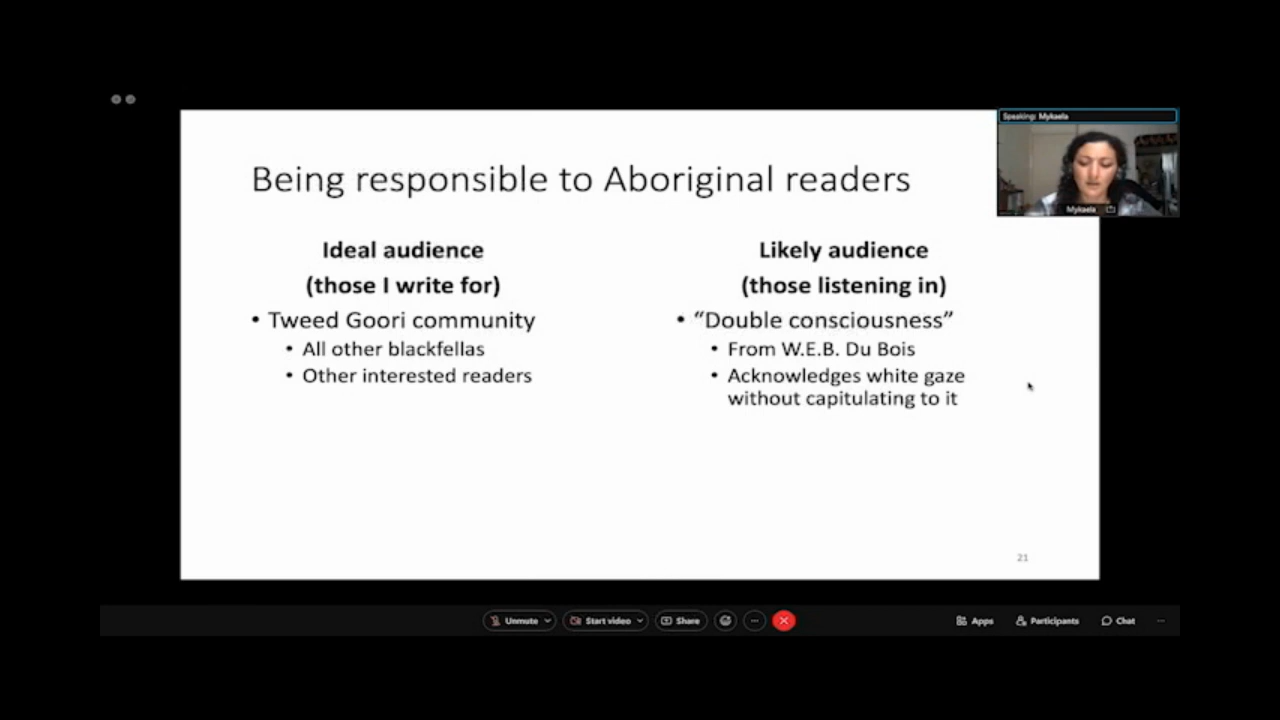 Speaking: Mykaela
Mykaela
Being responsible to Aboriginal readers
Ideal audience
(those I write for)
• Tweed Goori community
• All other blackfellas
• Other interested readers
Likely audience
(those listening in)
• “Double consciousness”
• From W.E.B. Du Bois
• Acknowledges white gaze
without capitulating to it
21
Unmute
Start video
Share
Apps
Participants
Chat